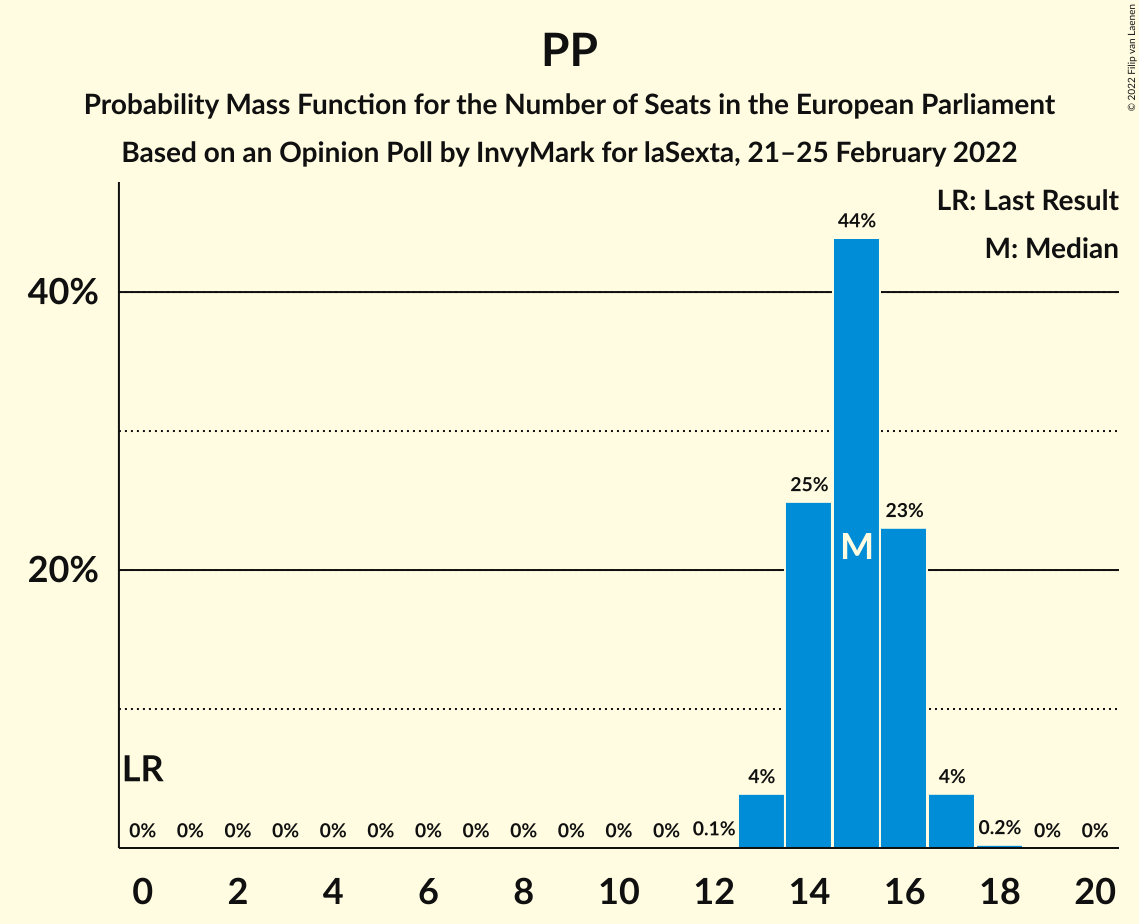 PP
Probability Mass Function for the Number of Seats in the European Parliament
Based on an Opinion Poll by InvyMark for laSexta, 21–25 February 2022
© 2022 Filip van Laenen
LR: Last Result
M: Median
40%
20%
44%
25%
23%
M
LR
4%
4%
0% 0% 0% 0% 0% 0% 0% 0% 0% 0% 0% 0% 0.1% 0.2% 0% 0%
0 2 4 6 8 10 12 14 16 18 20